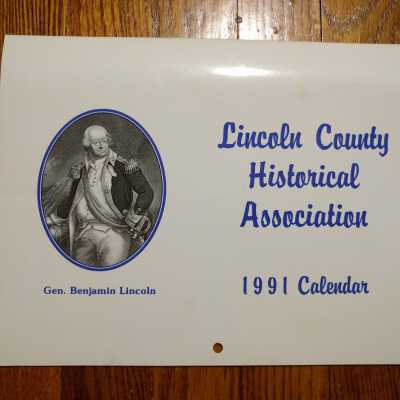 Lincoln County
Historical
Association
1991 Calendar
Gen. Benjamin Lincoln